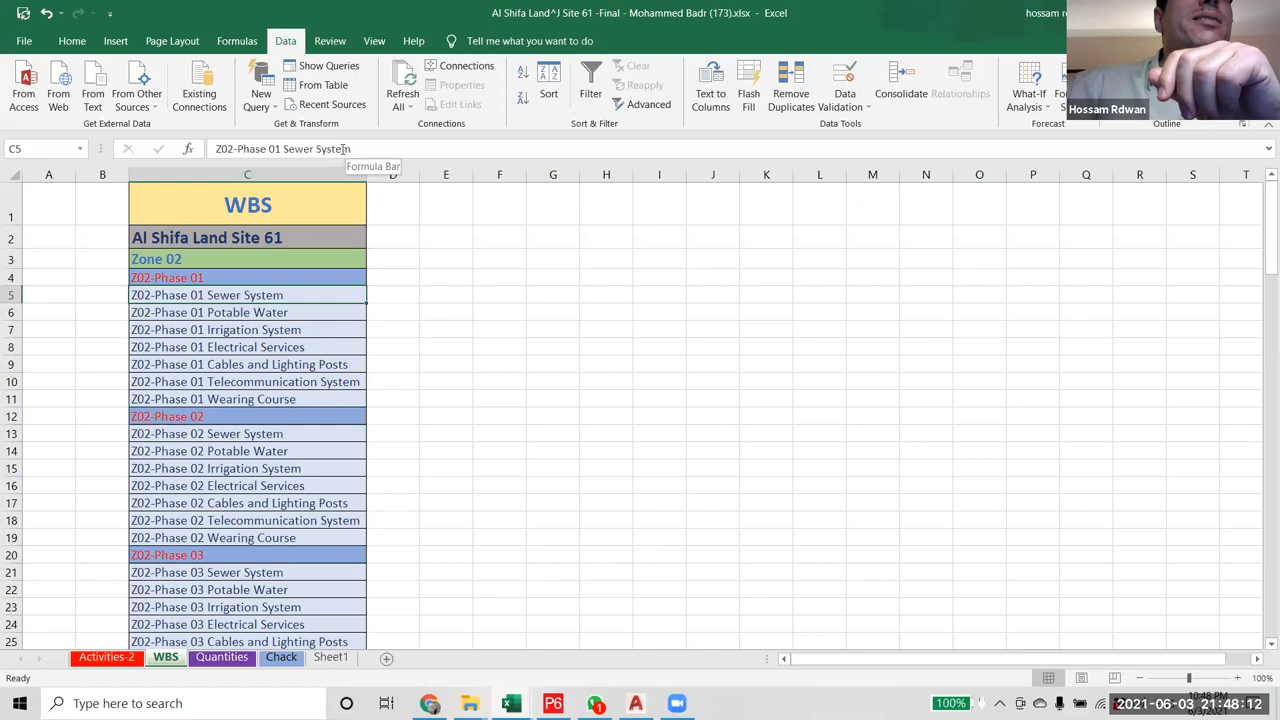 Al Shifa Land^J Site 61 -Final - Mohammed Badr (173).xlsx - Excel
hossam r
File Home Insert Page Layout Formulas Data Review View Help Tell me what you want to do
From Access
From Web
From Text
From Other Sources
Existing Connections
Get External Data
New Query
Show Queries
From Table
Recent Sources
Get & Transform
Refresh All
Connections
Properties
Edit Links
Connections
Sort
Filter
Clear
Reapply
Advanced
Sort & Filter
Text to Columns
Flash Fill
Remove Duplicates
Data Validation
Consolidate
Relationships
Data Tools
What-If Analysis
Forecast
Outline
Hossam Rdwan
C5
fx
Z02-Phase 01 Sewer System
Formula Bar
A B C D E F G H I J K L M N O P Q R S T
1 WBS
2 Al Shifa Land Site 61
3 Zone 02
4 Z02-Phase 01
5 Z02-Phase 01 Sewer System
6 Z02-Phase 01 Potable Water
7 Z02-Phase 01 Irrigation System
8 Z02-Phase 01 Electrical Services
9 Z02-Phase 01 Cables and Lighting Posts
10 Z02-Phase 01 Telecommunication System
11 Z02-Phase 01 Wearing Course
12 Z02-Phase 02
13 Z02-Phase 02 Sewer System
14 Z02-Phase 02 Potable Water
15 Z02-Phase 02 Irrigation System
16 Z02-Phase 02 Electrical Services
17 Z02-Phase 02 Cables and Lighting Posts
18 Z02-Phase 02 Telecommunication System
19 Z02-Phase 02 Wearing Course
20 Z02-Phase 03
21 Z02-Phase 03 Sewer System
22 Z02-Phase 03 Potable Water
23 Z02-Phase 03 Irrigation System
24 Z02-Phase 03 Electrical Services
25 Z02-Phase 03 Cables and Lighting Posts
Activities-2 WBS Quantities Chack Sheet1
Ready
100%
Type here to search
P6
1
A
100%
10:48 PM
6/3/2021
2021-06-03 21:48:12